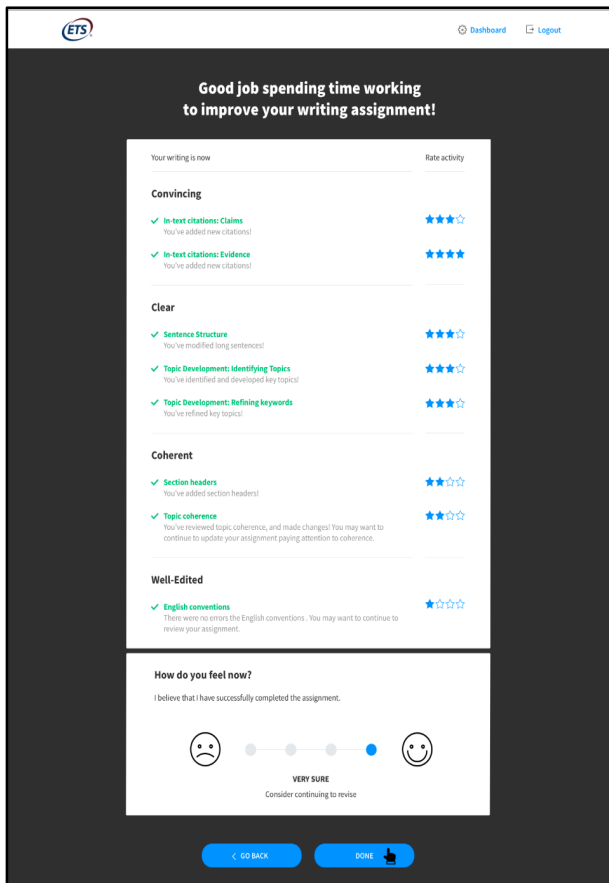 ETS
Dashboard
Logout
Good job spending time working
to improve your writing assignment!
Your writing is now
Rate activity
Convincing
In-text citations: Claims
You've added new citations!
In-text citations: Evidence
You've added new citations!
Clear
Sentence Structure
You've modified long sentences!
Topic Development: Identifying Topics
You've identified and developed key topics!
Topic Development: Refining keywords
You've refined key topics!
Coherent
Section headers
You've added section headers!
Topic coherence
You've reviewed topic coherence, and made changes! You may want to
continue to update your assignment paying attention to coherence.
Well-Edited
English conventions
There were no errors the English conventions . You may want to continue to
review your assignment.
How do you feel now?
I believe that I have successfully completed the assignment.
VERY SURE
Consider continuing to revise
< GO BACK
DONE